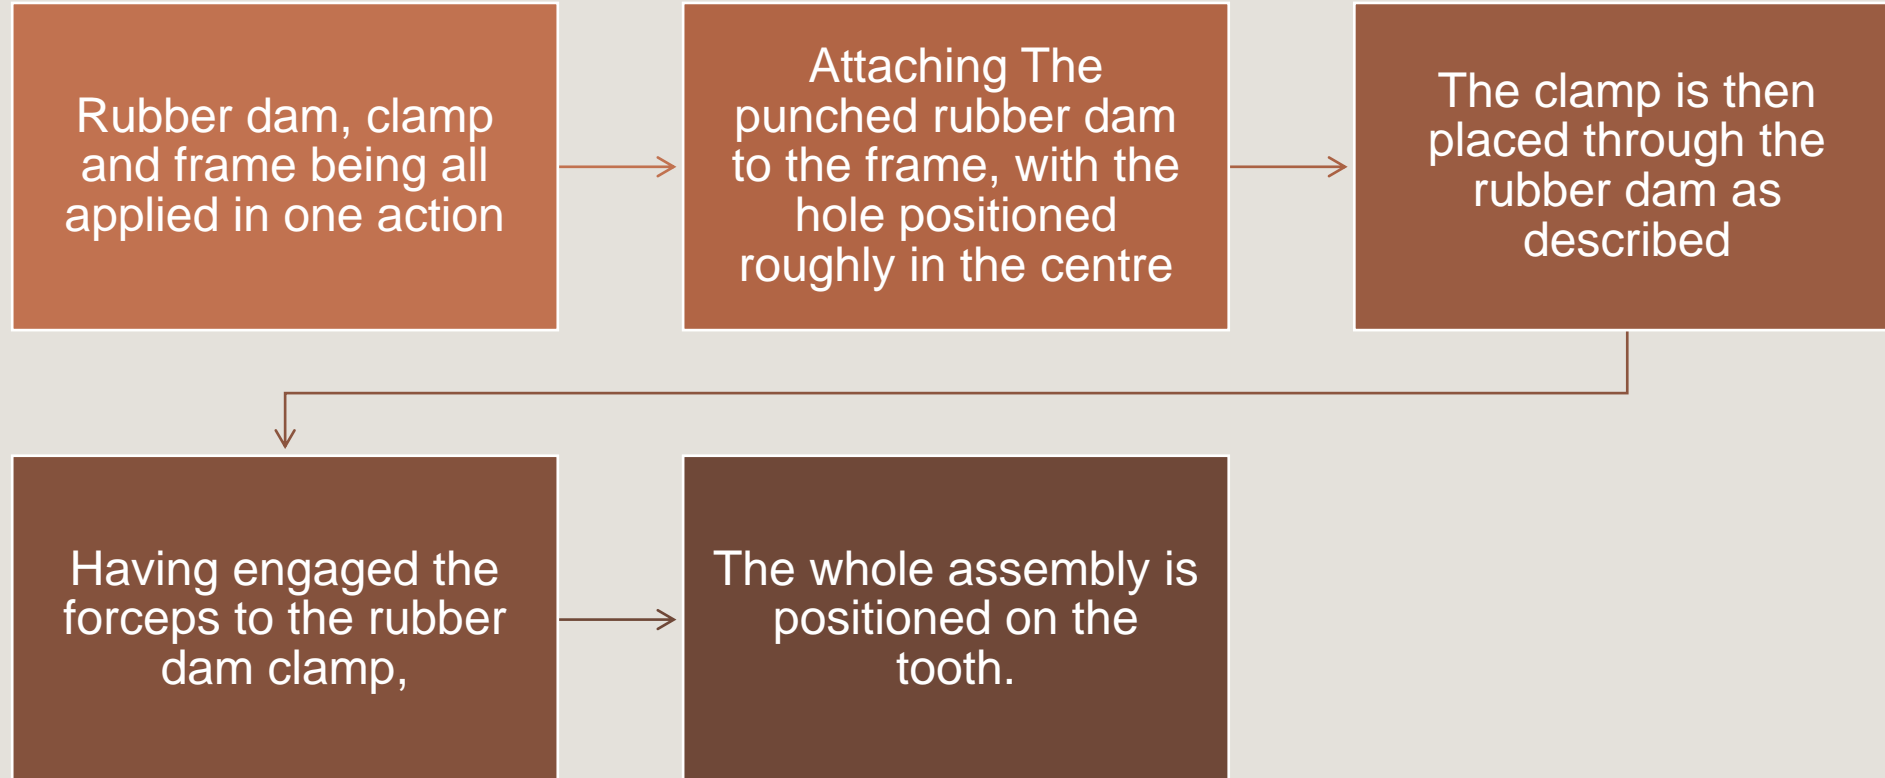 Rubber dam, clamp
and frame being all
applied in one action
Attaching The
punched rubber dam
to the frame, with the
hole positioned
roughly in the centre
The clamp is then
placed through the
rubber dam as
described
Having engaged the
forceps to the rubber
dam clamp,
The whole assembly is
positioned on the
tooth.